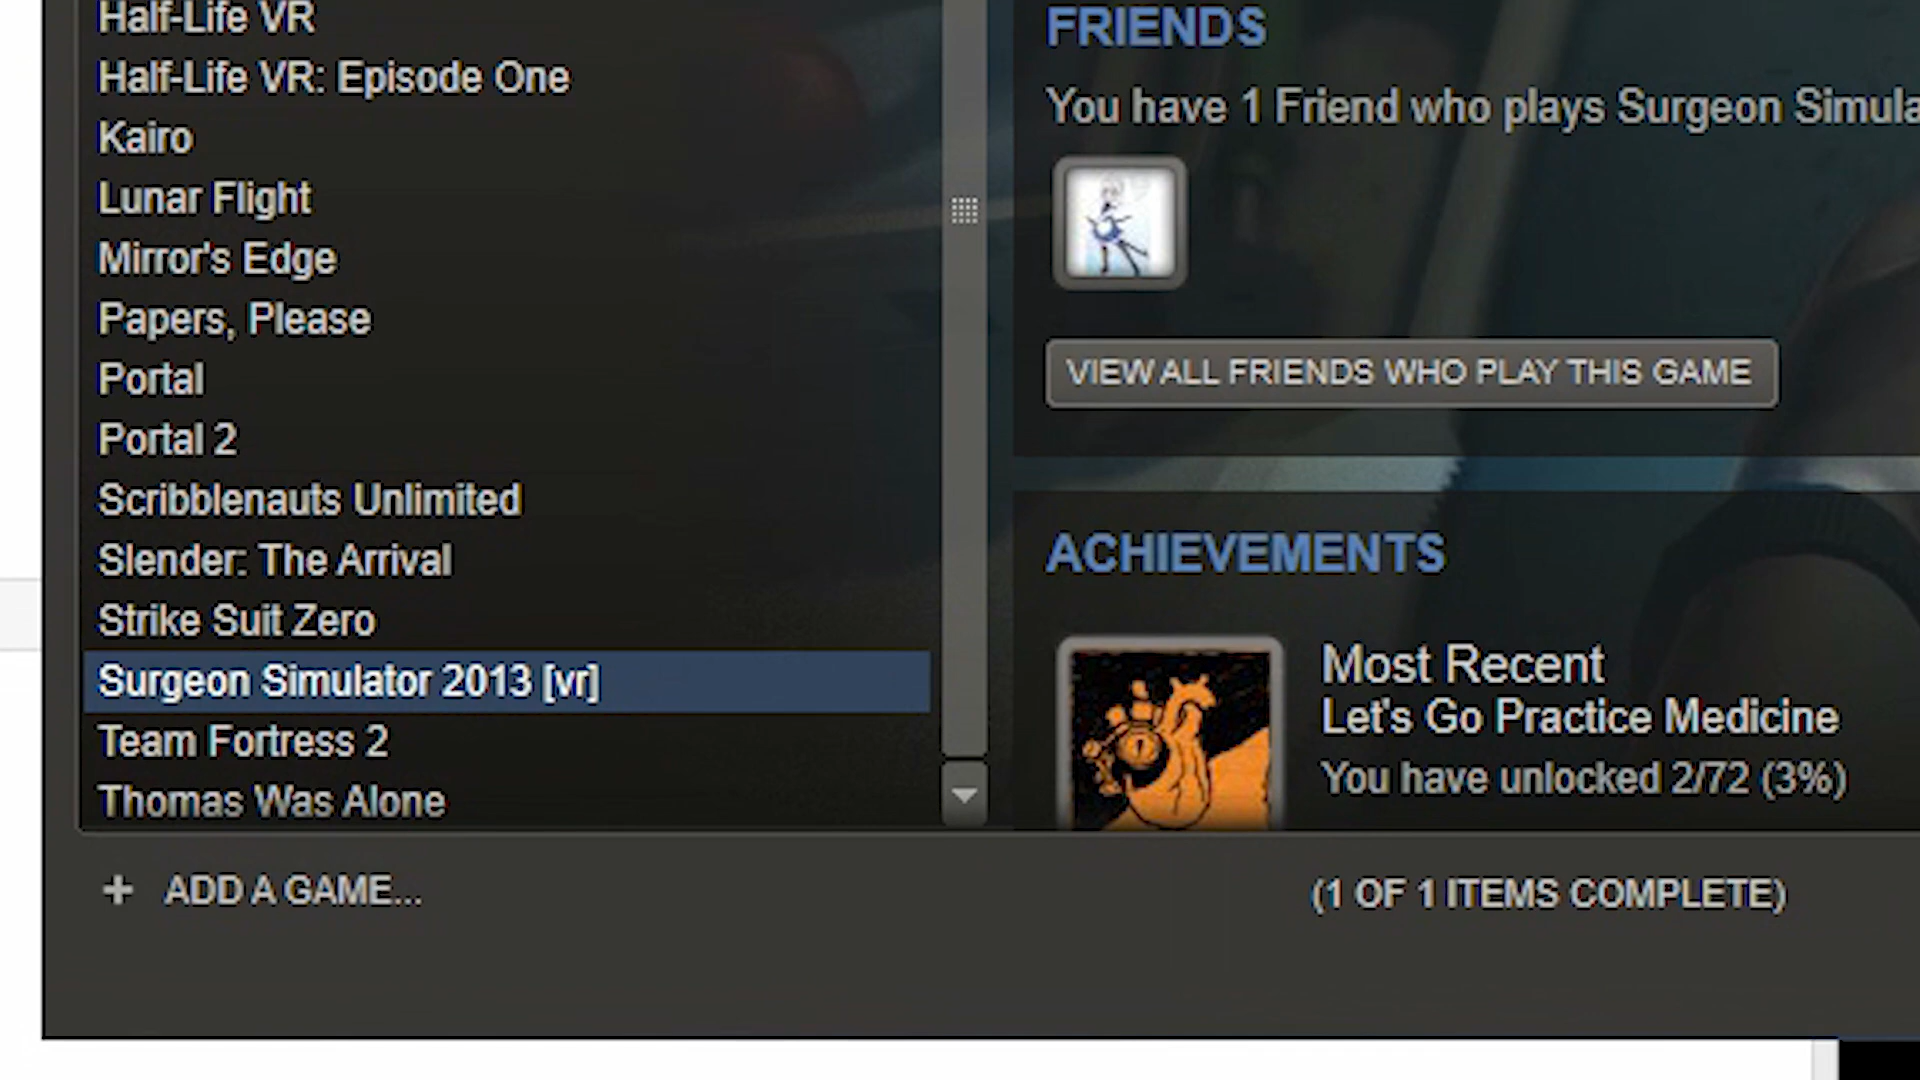 Half-Life VR
Half-Life VR: Episode One
Kairo
Lunar Flight
Mirror's Edge
Papers, Please
Portal
Portal 2
Scribblenauts Unlimited
Slender: The Arrival
Strike Suit Zero
Surgeon Simulator 2013 [vr]
Team Fortress 2
Thomas Was Alone
+ ADD A GAME...
FRIENDS
You have 1 Friend who plays Surgeon Simula
VIEW ALL FRIENDS WHO PLAY THIS GAME
ACHIEVEMENTS
Most Recent
Let's Go Practice Medicine
You have unlocked 2/72 (3%)
(1 OF 1 ITEMS COMPLETE)